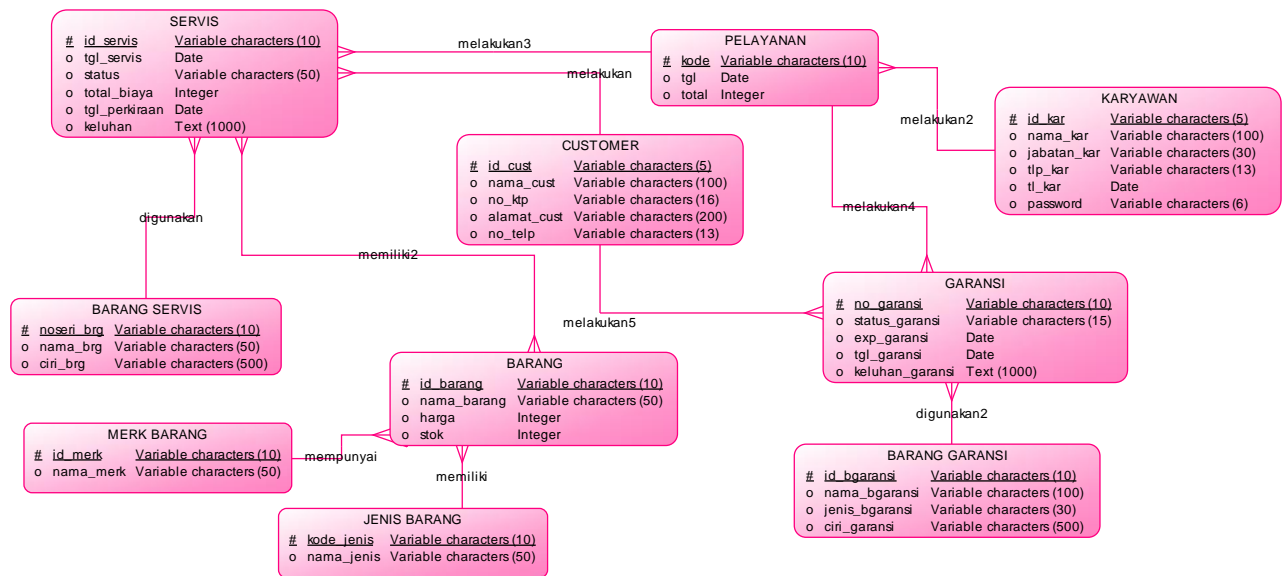 SERVIS
# id_servis Variable characters (10)
o tgl_servis Date
o status Variable characters (50)
o total_biaya Integer
o tgl_perkiraan Date
o keluhan Text (1000)
melakukan3
melakukan
PELAYANAN
# kode Variable characters (10)
o tgl Date
o total Integer
melakukan2
KARYAWAN
# id_kar Variable characters (5)
o nama_kar Variable characters (100)
o jabatan_kar Variable characters (30)
o tlp_kar Variable characters (13)
o tl_kar Date
o password Variable characters (6)
CUSTOMER
# id_cust Variable characters (5)
o nama_cust Variable characters (100)
o no_ktp Variable characters (16)
o alamat_cust Variable characters (200)
o no_telp Variable characters (13)
melakukan4
digunakan
memiliki2
BARANG SERVIS
# noseri_brg Variable characters (10)
o nama_brg Variable characters (50)
o ciri_brg Variable characters (500)
melakukan5
GARANSI
# no_garansi Variable characters (10)
o status_garansi Variable characters (15)
o exp_garansi Date
o tgl_garansi Date
o keluhan_garansi Text (1000)
BARANG
# id_barang Variable characters (10)
o nama_barang Variable characters (50)
o harga Integer
o stok Integer
digunakan2
MERK BARANG
# id_merk Variable characters (10)
o nama_merk Variable characters (50)
mempunyai
memiliki
BARANG GARANSI
# id_bgaransi Variable characters (10)
o nama_bgaransi Variable characters (100)
o jenis_bgaransi Variable characters (30)
o ciri_garansi Variable characters (500)
JENIS BARANG
# kode_jenis Variable characters (10)
o nama_jenis Variable characters (50)